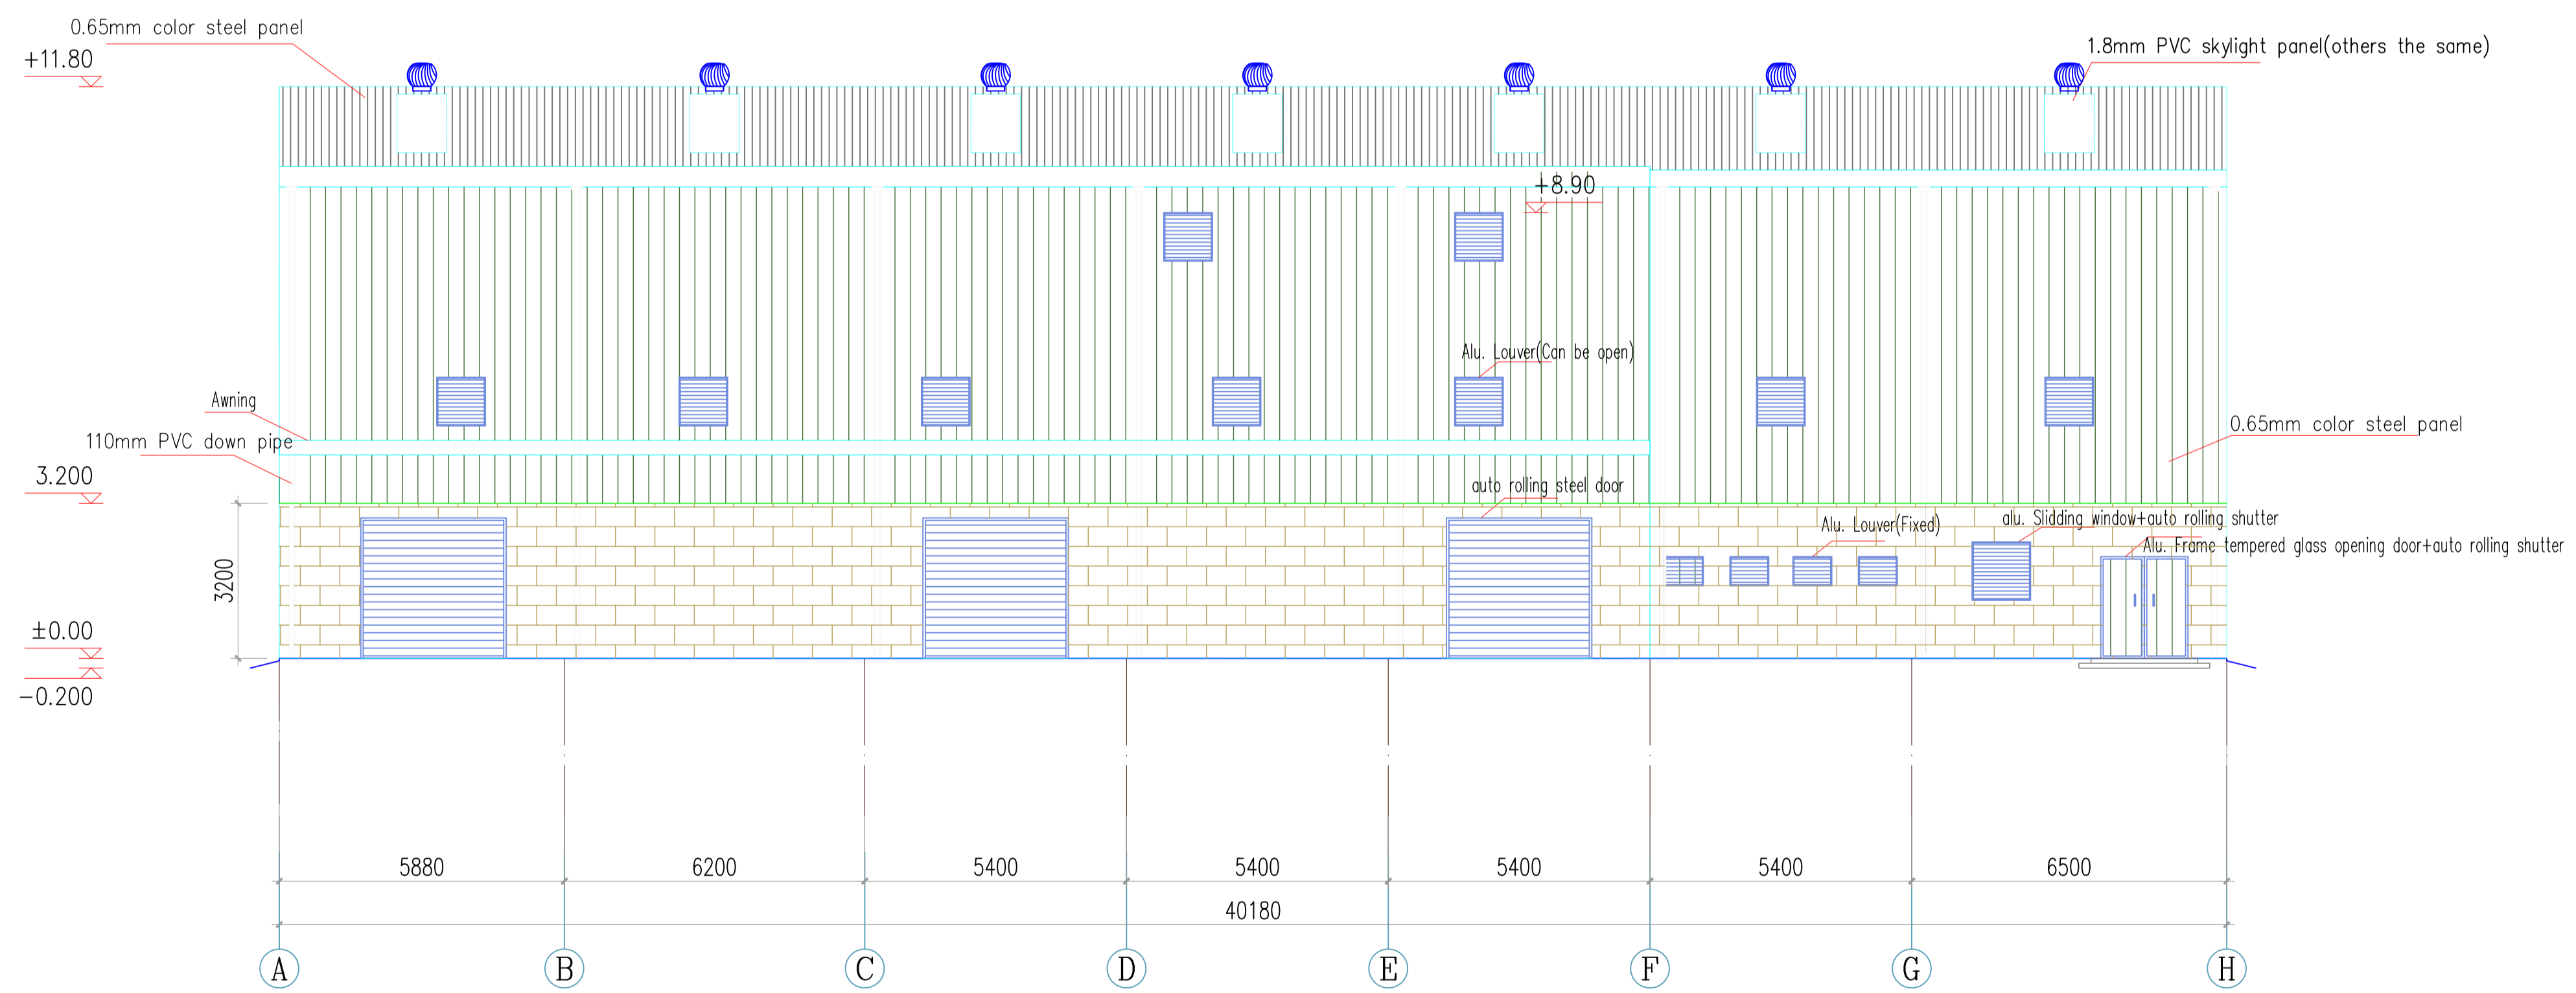 0.65mm color steel panel
1.8mm PVC skylight panel(others the same)
+11.80
+8.90
Alu. Louver(Can be open)
Awning
110mm PVC down pipe
0.65mm color steel panel
3.200
auto rolling steel door
Alu. Louver(Fixed)
alu. Slidding window+auto rolling shutter
Alu. Frame tempered glass opening door+auto rolling shutter
3200
±0.00
-0.200
5880 6200 5400 5400 5400 5400 6500
40180
A B C D E F G H